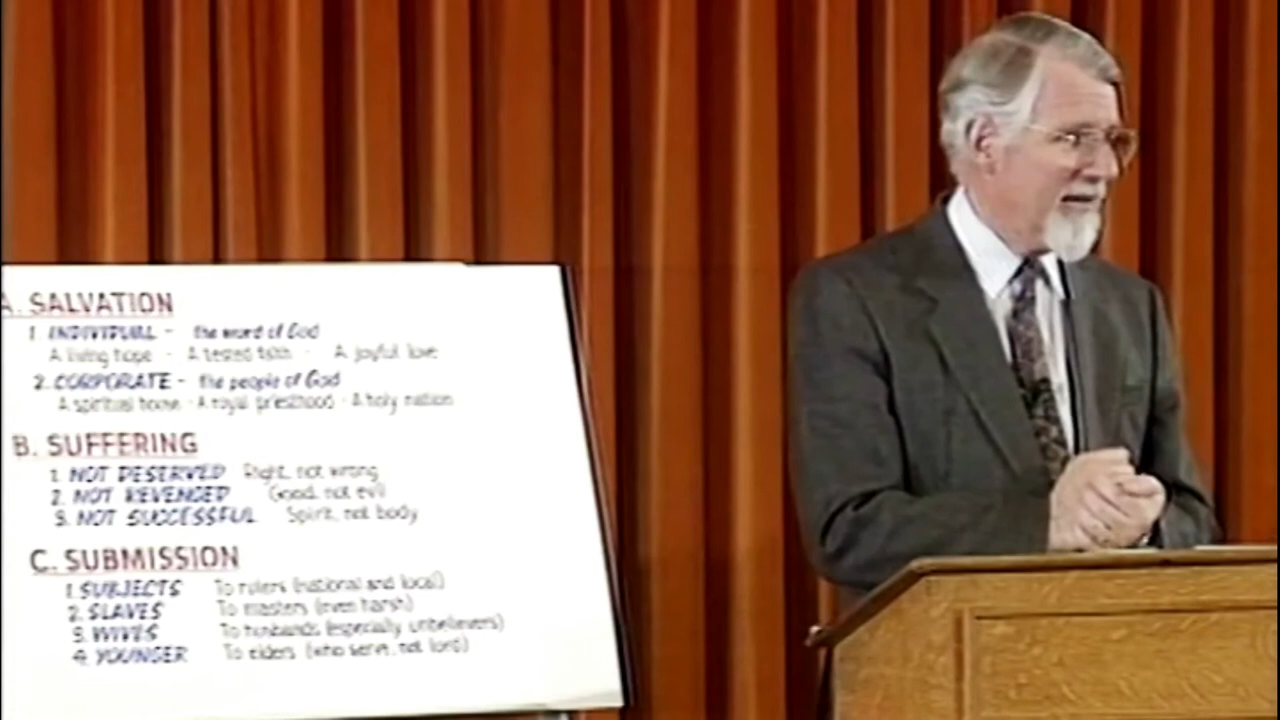 A. SALVATION
1. INDIVIDUAL - the word of God
A living hope - A tested faith - A joyful love
2. CORPORATE - the people of God
A spiritual house - A royal priesthood - A holy nation
B. SUFFERING
1. NOT DESERVED Right, not wrong
2. NOT REVENGED Good, not evil
3. NOT SUCCESSFUL Spirit, not body
C. SUBMISSION
1. SUBJECTS To rulers (national and local)
2. SLAVES To masters (even harsh)
3. WIVES To husbands (especially unbelievers)
4. YOUNGER To elders (who serve, not lord)